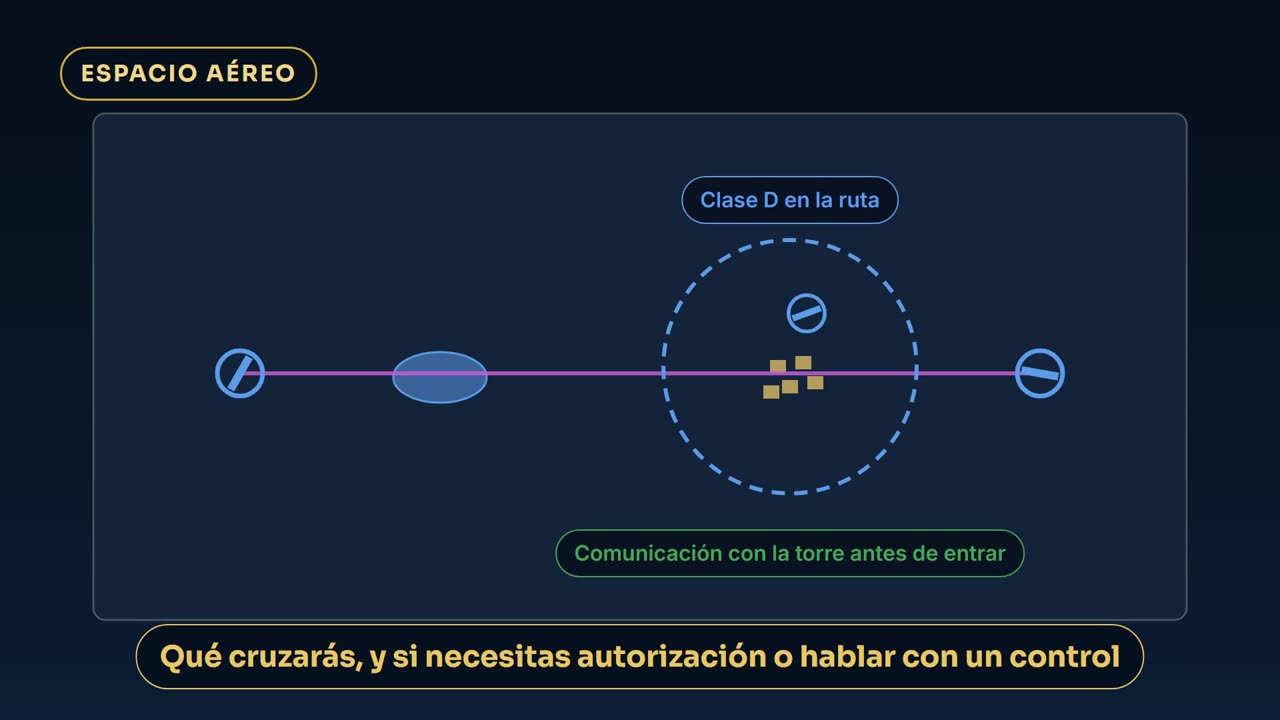 ESPACIO AÉREO
Clase D en la ruta
Comunicación con la torre antes de entrar
Qué cruzarás, y si necesitas autorización o hablar con un control